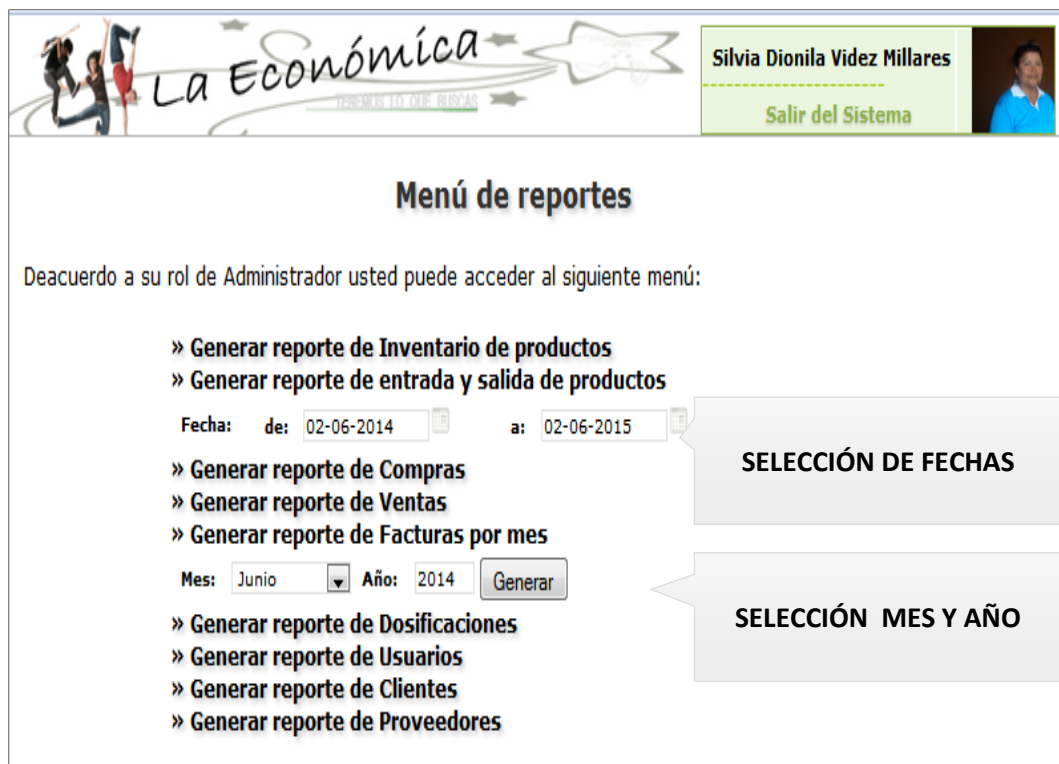 La Económica
TENEMOS LO QUE BUSCAS
Silvia Dionila Videz Millares
Salir del Sistema
Menú de reportes
Deacuerdo a su rol de Administrador usted puede acceder al siguiente menú:
» Generar reporte de Inventario de productos
» Generar reporte de entrada y salida de productos
Fecha: de: 02-06-2014 a: 02-06-2015
SELECCIÓN DE FECHAS
» Generar reporte de Compras
» Generar reporte de Ventas
» Generar reporte de Facturas por mes
Mes: Junio Año: 2014 Generar
SELECCIÓN MES Y AÑO
» Generar reporte de Dosificaciones
» Generar reporte de Usuarios
» Generar reporte de Clientes
» Generar reporte de Proveedores